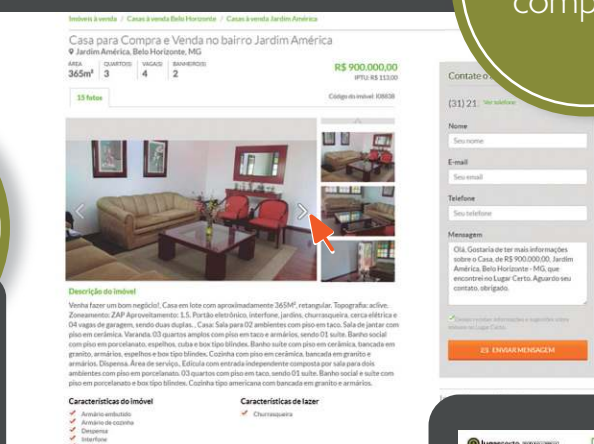 comp
Imóveis à venda / Casas à venda Belo Horizonte / Casas à venda Jardim América
Casa para Compra e Venda no bairro Jardim América
Jardim América, Belo Horizonte, MG
ÁREA QUARTO(S) VAGA(S) BANHEIRO(S)
365m² 3 4 2
R$ 900.000,00
IPTU: R$ 113,00
15 fotos
Código do imóvel:
Contate o
(31) 21 Ver telefone
Nome
Seu nome
E-mail
Seu email
Telefone
Seu telefone
Mensagem
Olá, Gostaria de ter mais informações
sobre o Casa, de R$ 900.000,00, Jardim
América, Belo Horizonte - MG, que
encontrei no Lugar Certo. Aguardo seu
contato, obrigado.
Desejo receber informações e sugestões sobre
imóveis no Lugar Certo.
ENVIAR MENSAGEM
Descrição do imóvel
Venha fazer um bom negócio!. Casa em lote com aproximadamente 365M², retangular. Topografia: aclive.
Zoneamento: ZAP Aproveitamento: 1,5. Portão eletrônico, interfone, jardins, churrasqueira, cerca elétrica e
04 vagas de garagem, sendo duas duplas. . Casa: Sala para 02 ambientes com piso em taco. Sala de jantar com
piso em cerâmica. Varanda. 03 quartos amplos com piso em taco e armários, sendo 01 suíte. Banho social
com piso em porcelanato, espelhos, cuba e box tipo blindex. Banho suíte com piso em cerâmica, bancada em
granito, armários, espelhos e box tipo blindex. Cozinha com piso em cerâmica, bancada em granito e
armários. Dispensa. Área de serviço., Edícula com entrada independente composta por sala para dois
ambientes com piso em porcelanato. 03 quartos com piso em taco, sendo 01 suíte. Banho social e suíte com
piso em porcelanato e box tipo blindex. Cozinha tipo americana com bancada em granito e armários.
Características do imóvel
Características de lazer
Armário embutido
Churrasqueira
Armário de cozinha
Despensa
Interfone
lugarcerto